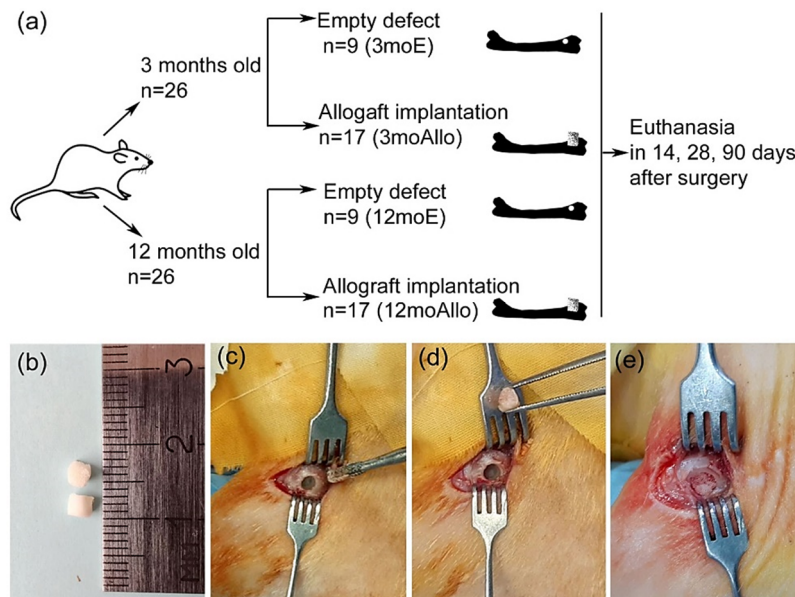 (a)
3 months old
n=26
12 months old
n=26
Empty defect
n=9 (3moE)
Allogaft implantation
n=17 (3moAllo)
Empty defect
n=9 (12moE)
Allograft implantation
n=17 (12moAllo)
Euthanasia
in 14, 28, 90 days
after surgery
(b)
3
2
1
(c)
(d)
(e)